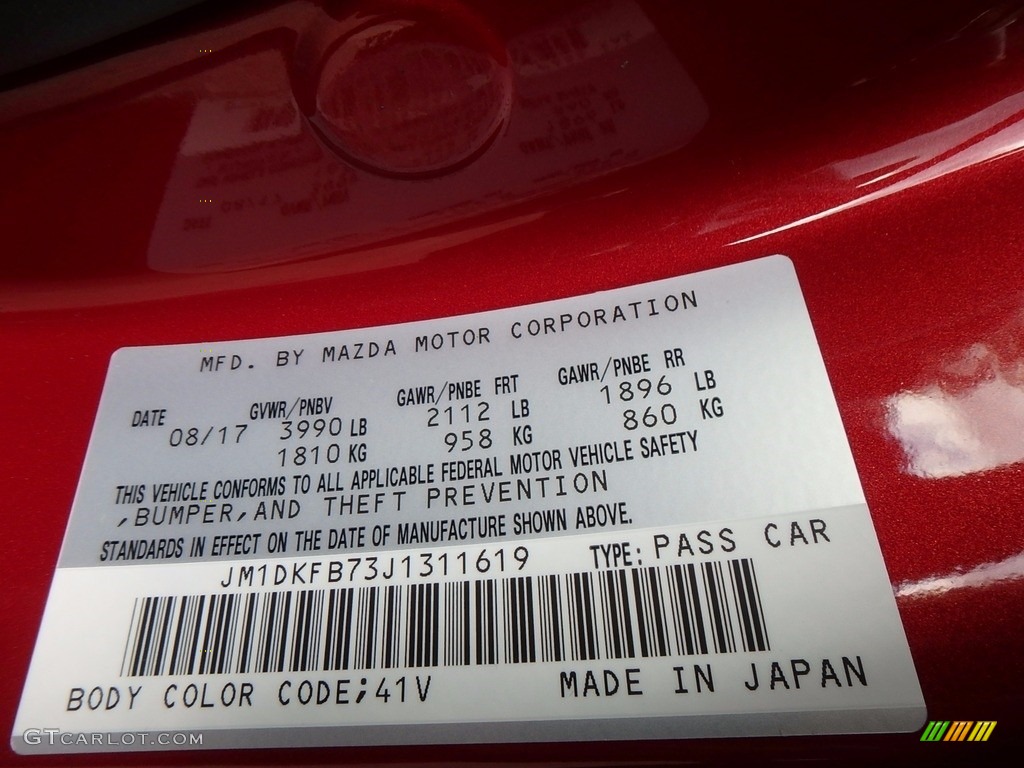 MFD. BY MAZDA MOTOR CORPORATION
DATE GVWR/PNBV GAWR/PNBE FRT GAWR/PNBE RR
08/17 3990 LB 2112 LB 1896 LB
1810 KG 958 KG 860 KG
THIS VEHICLE CONFORMS TO ALL APPLICABLE FEDERAL MOTOR VEHICLE SAFETY
,BUMPER,AND THEFT PREVENTION
STANDARDS IN EFFECT ON THE DATE OF MANUFACTURE SHOWN ABOVE.
JM1DKFB73J1311619 TYPE: PASS CAR
BODY COLOR CODE;41V MADE IN JAPAN
GTCARLOT.COM